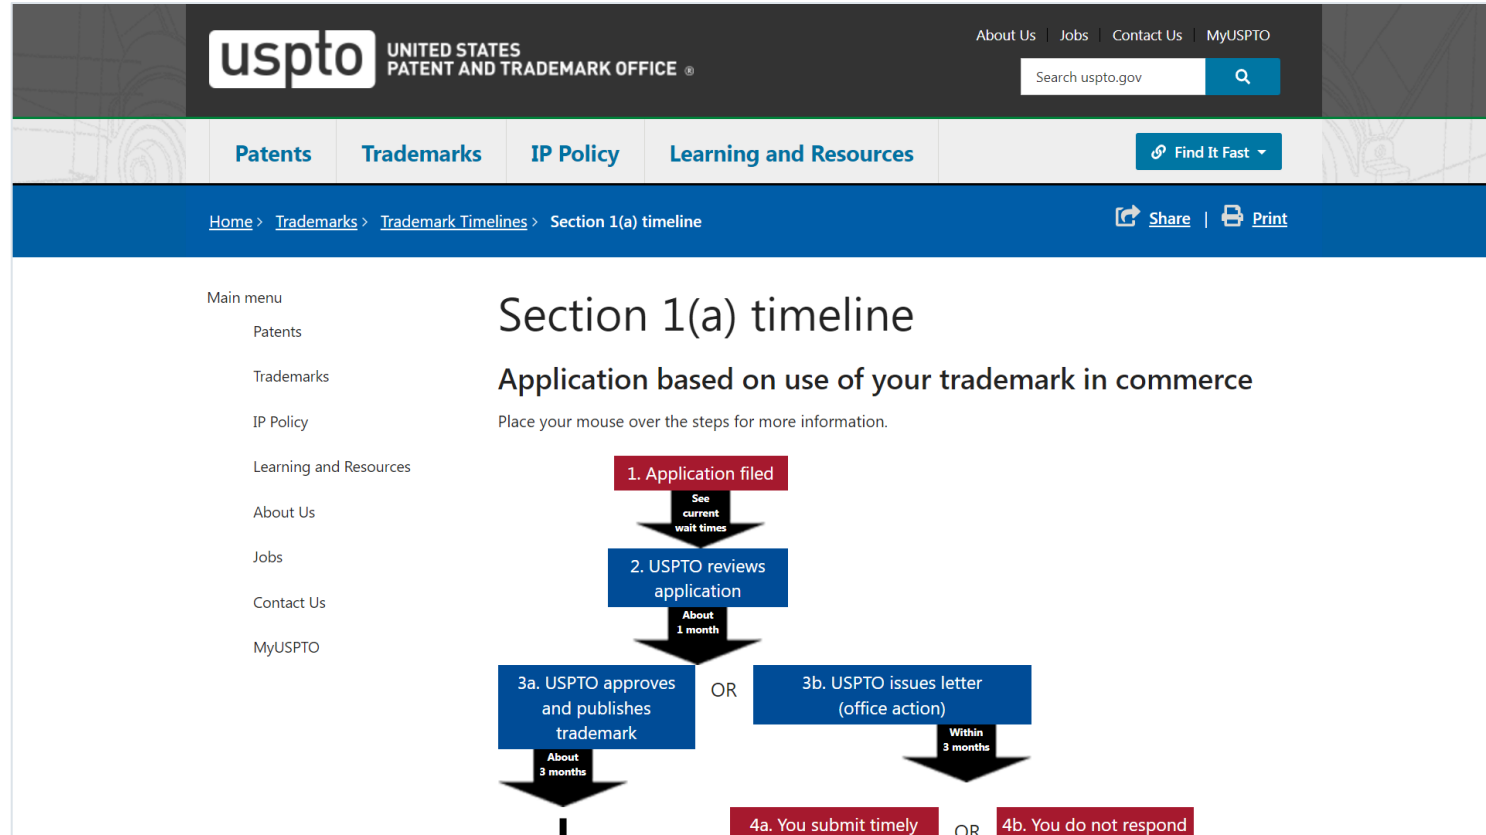 uspto
UNITED STATES
PATENT AND TRADEMARK OFFICE ®
About Us
Jobs
Contact Us
MyUSPTO
Search uspto.gov
Patents
Trademarks
IP Policy
Learning and Resources
Find It Fast
Home > Trademarks > Trademark Timelines > Section 1(a) timeline
Share | Print
Main menu
Patents
Trademarks
IP Policy
Learning and Resources
About Us
Jobs
Contact Us
MyUSPTO
Section 1(a) timeline
Application based on use of your trademark in commerce
Place your mouse over the steps for more information.
1. Application filed
See
current
wait times
2. USPTO reviews
application
About
1 month
3a. USPTO approves
and publishes
trademark
OR
3b. USPTO issues letter
(office action)
About
3 months
Within
3 months
4a. You submit timely
OR
4b. You do not respond